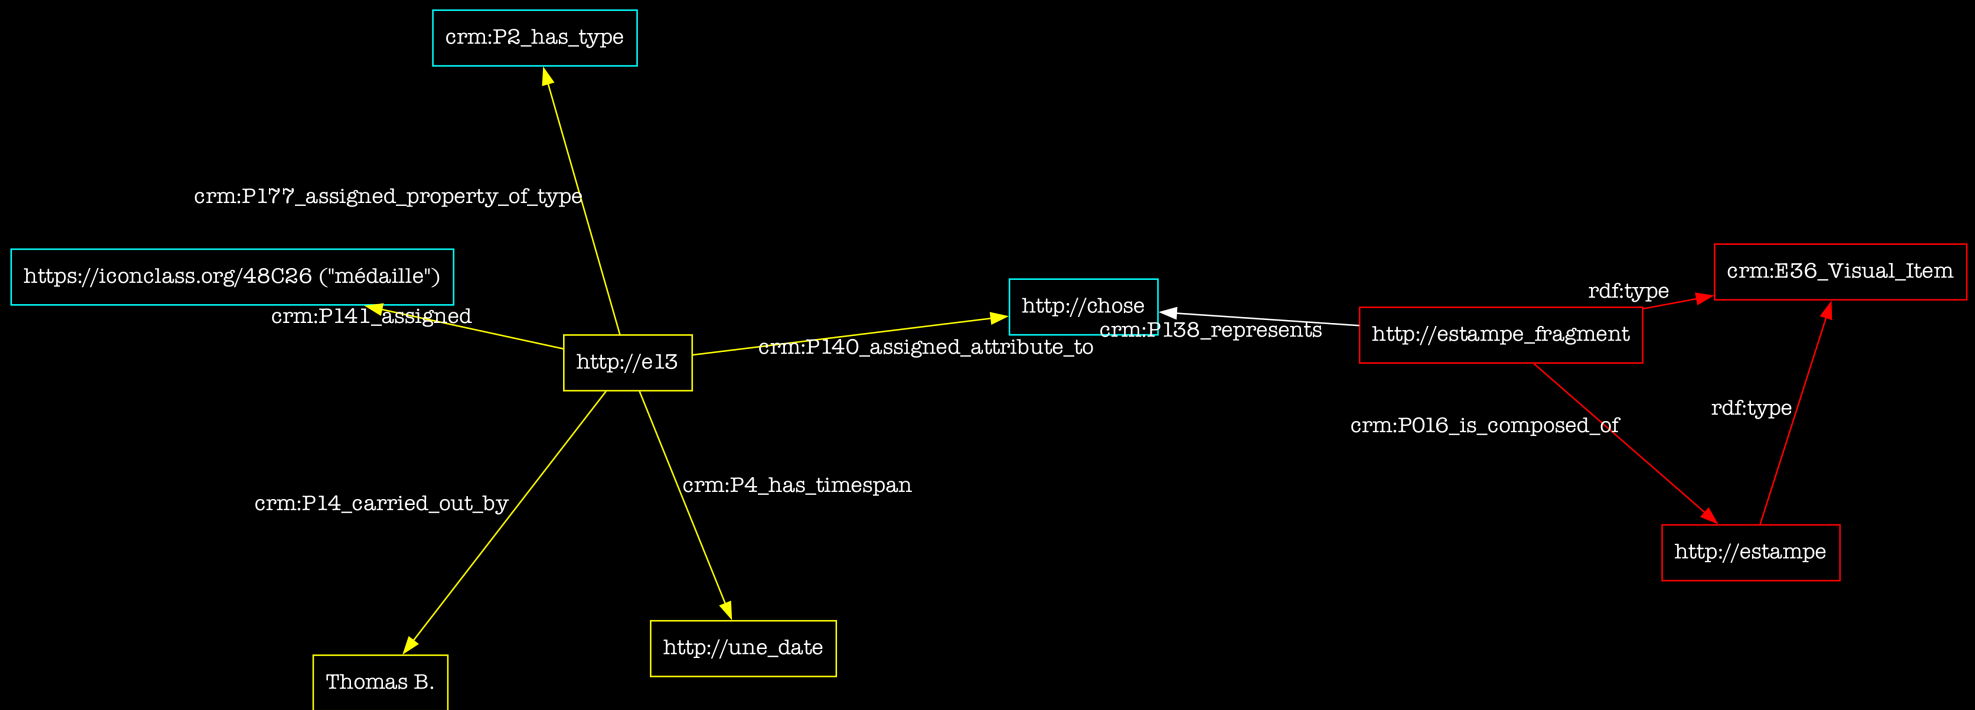 crm:P2_has_type
crm:P177_assigned_property_of_type
https://iconclass.org/48C26 ("médaille")
crm:P141_assigned
http://e13
crm:P140_assigned_attribute_to
http://chose
crm:P138_represents
http://estampe_fragment
rdf:type
crm:E36_Visual_Item
rdf:type
crm:P016_is_composed_of
http://estampe
crm:P14_carried_out_by
crm:P4_has_timespan
http://une_date
Thomas B.